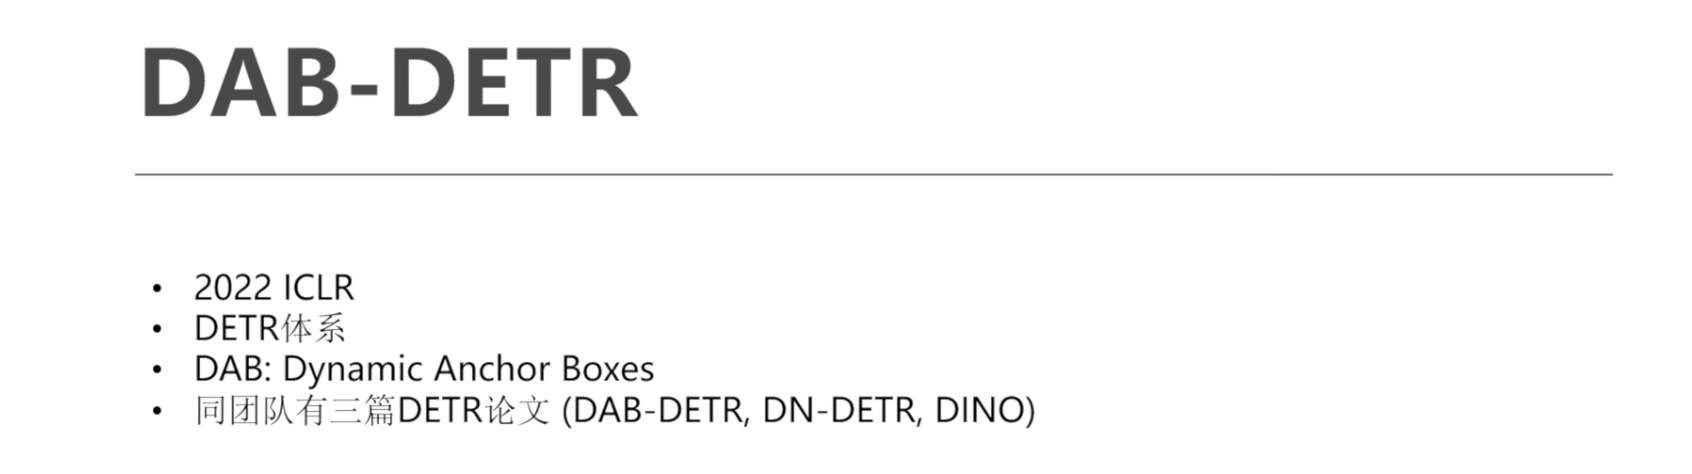 DAB-DETR
• 2022 ICLR
• DETR体系
• DAB: Dynamic Anchor Boxes
• 同团队有三篇DETR论文 (DAB-DETR, DN-DETR, DINO)